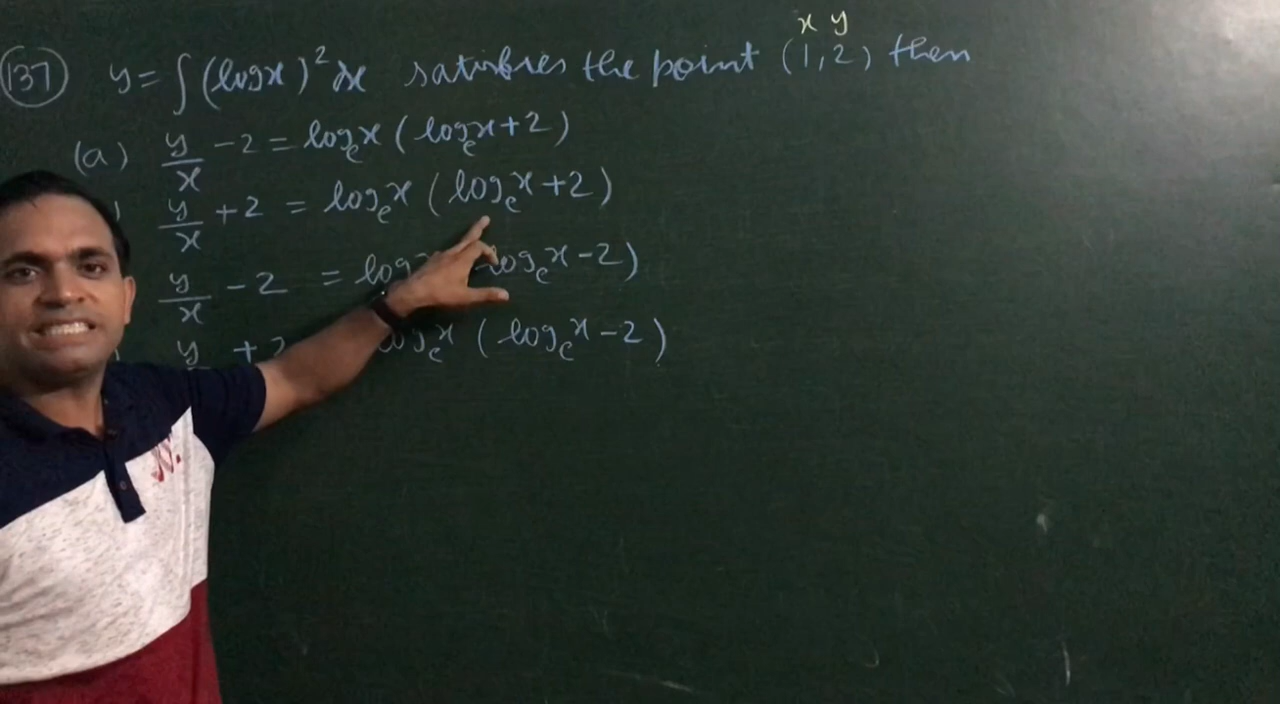 x y
(137) y = ∫ (logx)² dx satisfies the point (1, 2) then
(a) y/x - 2 = logₑx (logₑx + 2)
) y/x + 2 = logₑx (logₑx + 2)
y/x - 2 = log logₑx - 2)
) y + 2 logₑx (logₑx - 2)
N.